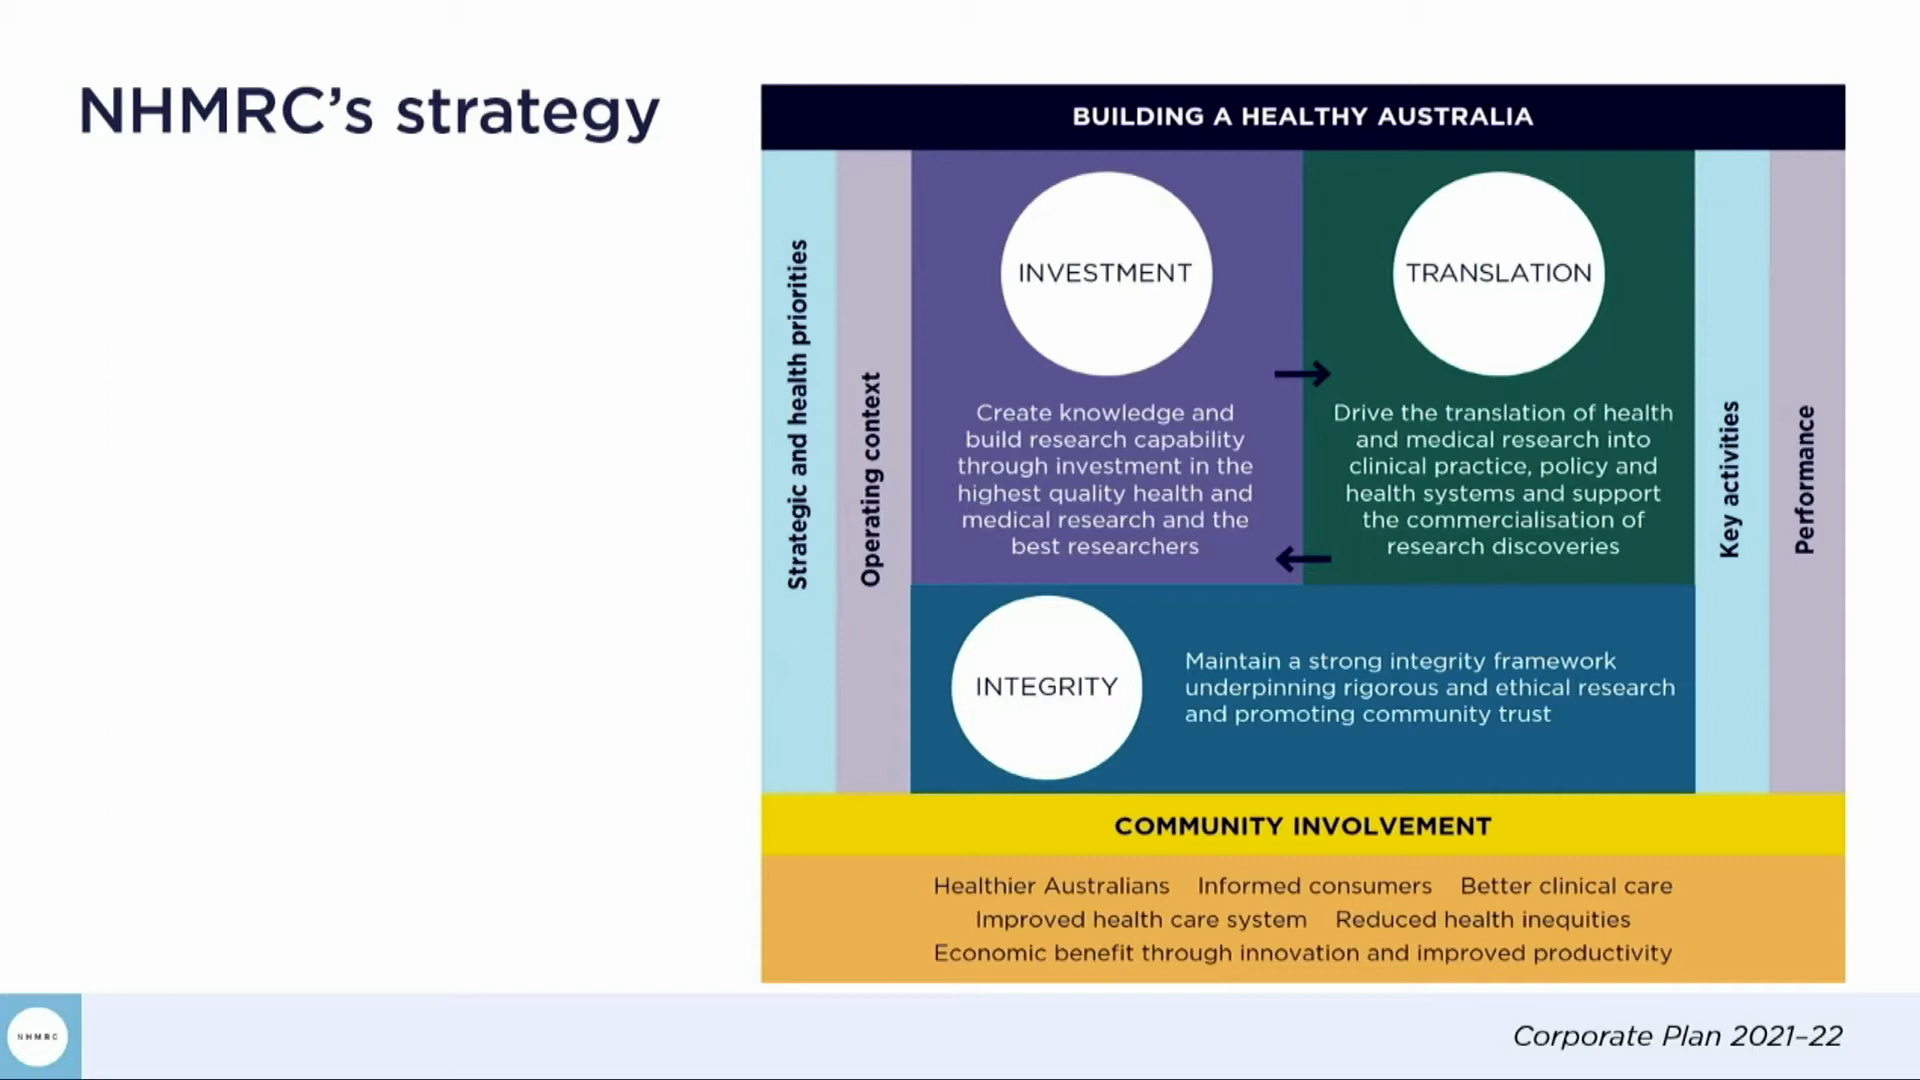 NHMRC's strategy
BUILDING A HEALTHY AUSTRALIA
Strategic and health priorities
Operating context
INVESTMENT
Create knowledge and
build research capability
through investment in the
highest quality health and
medical research and the
best researchers
TRANSLATION
Drive the translation of health
and medical research into
clinical practice, policy and
health systems and support
the commercialisation of
research discoveries
Key activities
Performance
INTEGRITY
Maintain a strong integrity framework
underpinning rigorous and ethical research
and promoting community trust
COMMUNITY INVOLVEMENT
Healthier Australians Informed consumers Better clinical care
Improved health care system Reduced health inequities
Economic benefit through innovation and improved productivity
NHMRC
Corporate Plan 2021–22